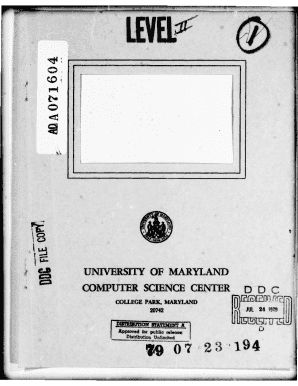 LEVEL II
1
AD A071604
DDC FILE COPY
UNIVERSITY OF MARYLAND
COMPUTER SCIENCE CENTER
COLLEGE PARK, MARYLAND
20742
DDC
RECEIVED
JUL 24 1979
D
DISTRIBUTION STATEMENT A
Approved for public release
Distribution Unlimited
79 07 23 194